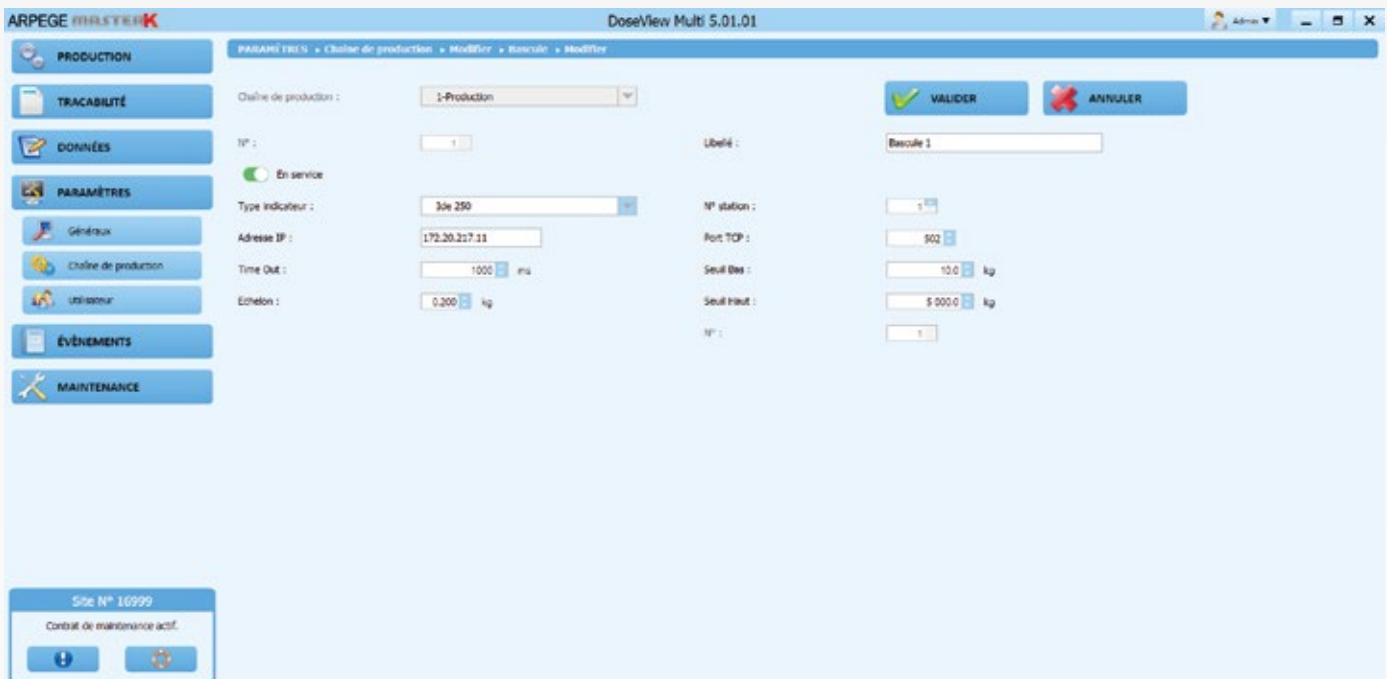 ARPEGE MASTERK
DoseView Multi 5.01.01
Admin
PRODUCTION
TRACABILITÉ
DONNÉES
PARAMÈTRES
Généraux
Chaîne de production
Utilisateur
ÉVÈNEMENTS
MAINTENANCE
Site N° 16999
Contrat de maintenance actif.
PARAMÈTRES » Chaîne de production » Modifier » Bascule » Modifier
Chaîne de production : 1-Production
VALIDER ANNULER
N° : 1 Libellé : Bascule 1
En service
Type indicateur : Ide 250 N° station : 1
Adresse IP : 172.20.217.11 Port TCP : 502
Time Out : 1000 ms Seuil Bas : 10.0 kg
Echelon : 0.200 kg Seuil Haut : 5 000.0 kg
N° : 1